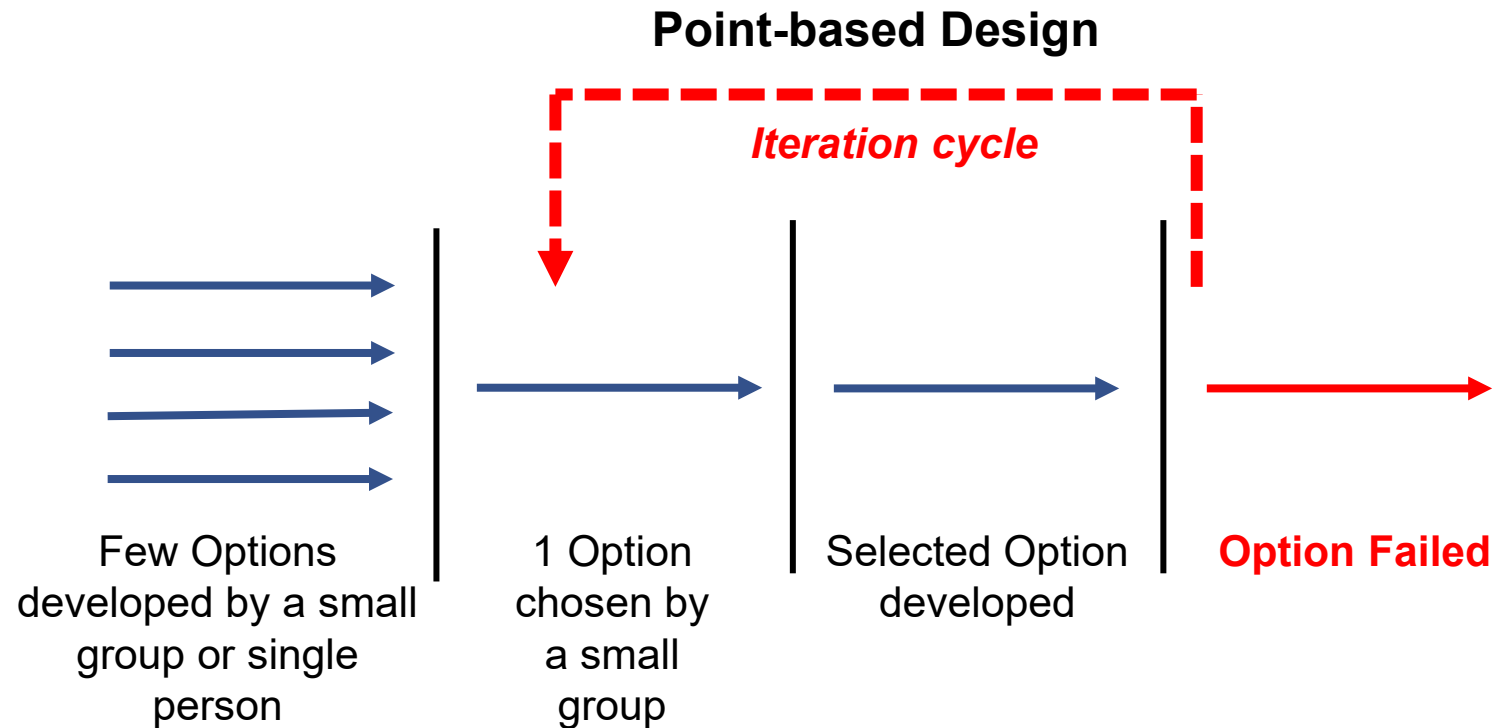 Point-based Design
Iteration cycle
Few Options
developed by a small
group or single
person
1 Option
chosen by
a small
group
Selected Option
developed
Option Failed